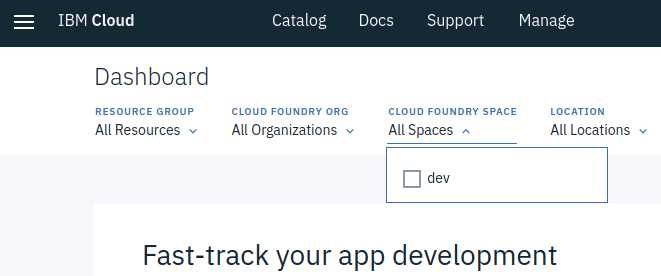 IBM Cloud Catalog Docs Support Manage
Dashboard
RESOURCE GROUP CLOUD FOUNDRY ORG CLOUD FOUNDRY SPACE LOCATION
All Resources All Organizations All Spaces All Locations
dev
Fast-track your app development